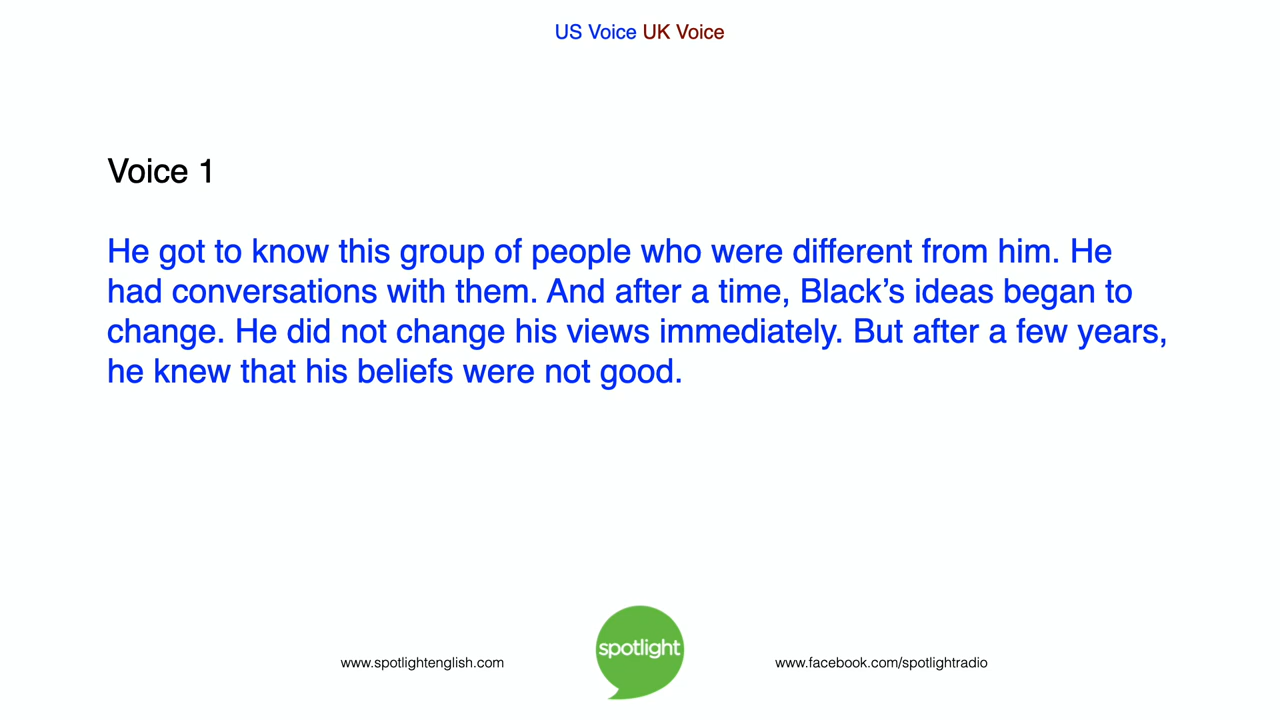 US Voice UK Voice
Voice 1
He got to know this group of people who were different from him. He
had conversations with them. And after a time, Black’s ideas began to
change. He did not change his views immediately. But after a few years,
he knew that his beliefs were not good.
www.spotlightenglish.com
spotlight
www.facebook.com/spotlightradio